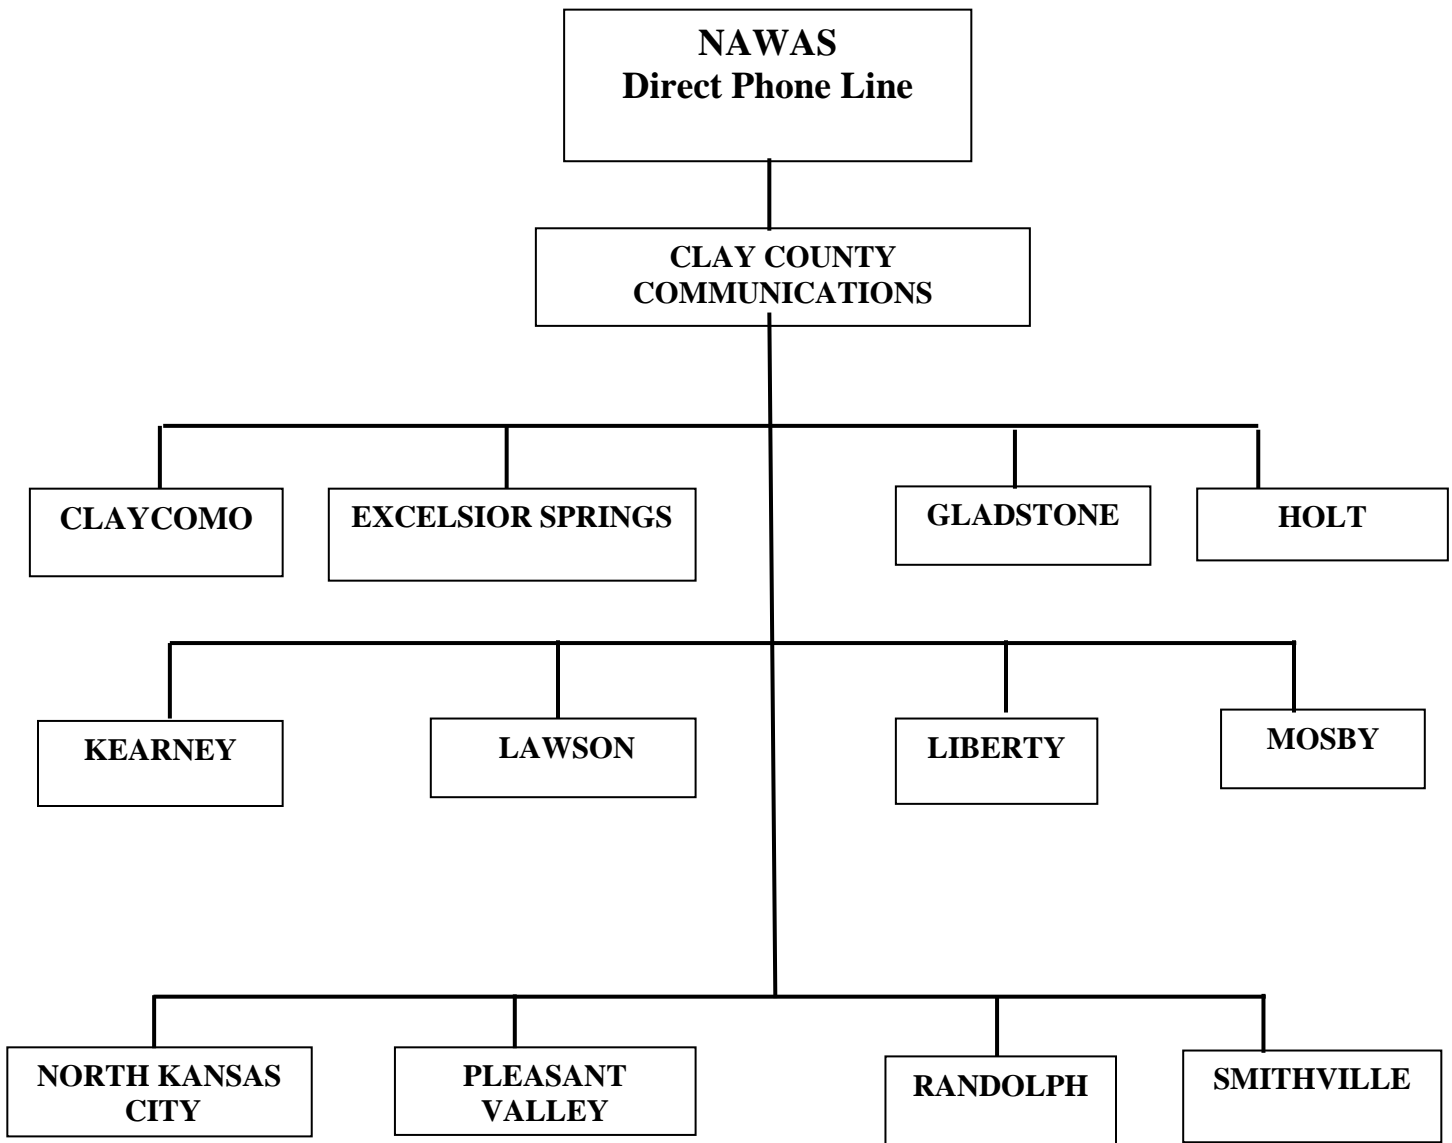 NAWAS
Direct Phone Line
CLAY COUNTY
COMMUNICATIONS
CLAYCOMO
EXCELSIOR SPRINGS
GLADSTONE
HOLT
KEARNEY
LAWSON
LIBERTY
MOSBY
NORTH KANSAS
CITY
PLEASANT
VALLEY
RANDOLPH
SMITHVILLE